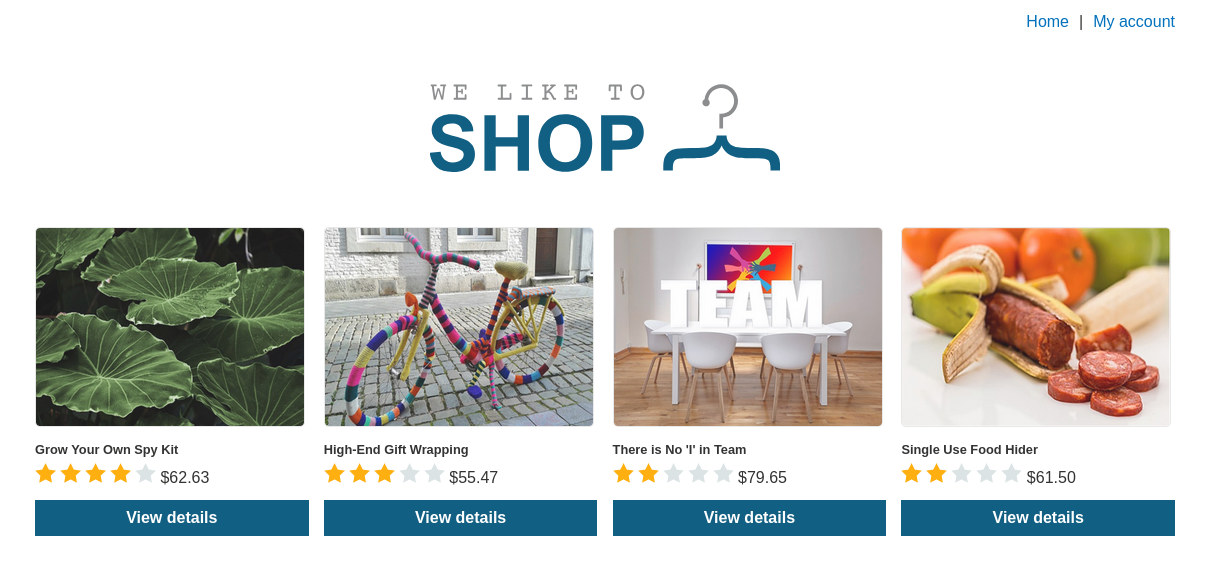 Home | My account
WE LIKE TO
SHOP
TEAM
Grow Your Own Spy Kit
$62.63
View details
High-End Gift Wrapping
$55.47
View details
There is No 'I' in Team
$79.65
View details
Single Use Food Hider
$61.50
View details